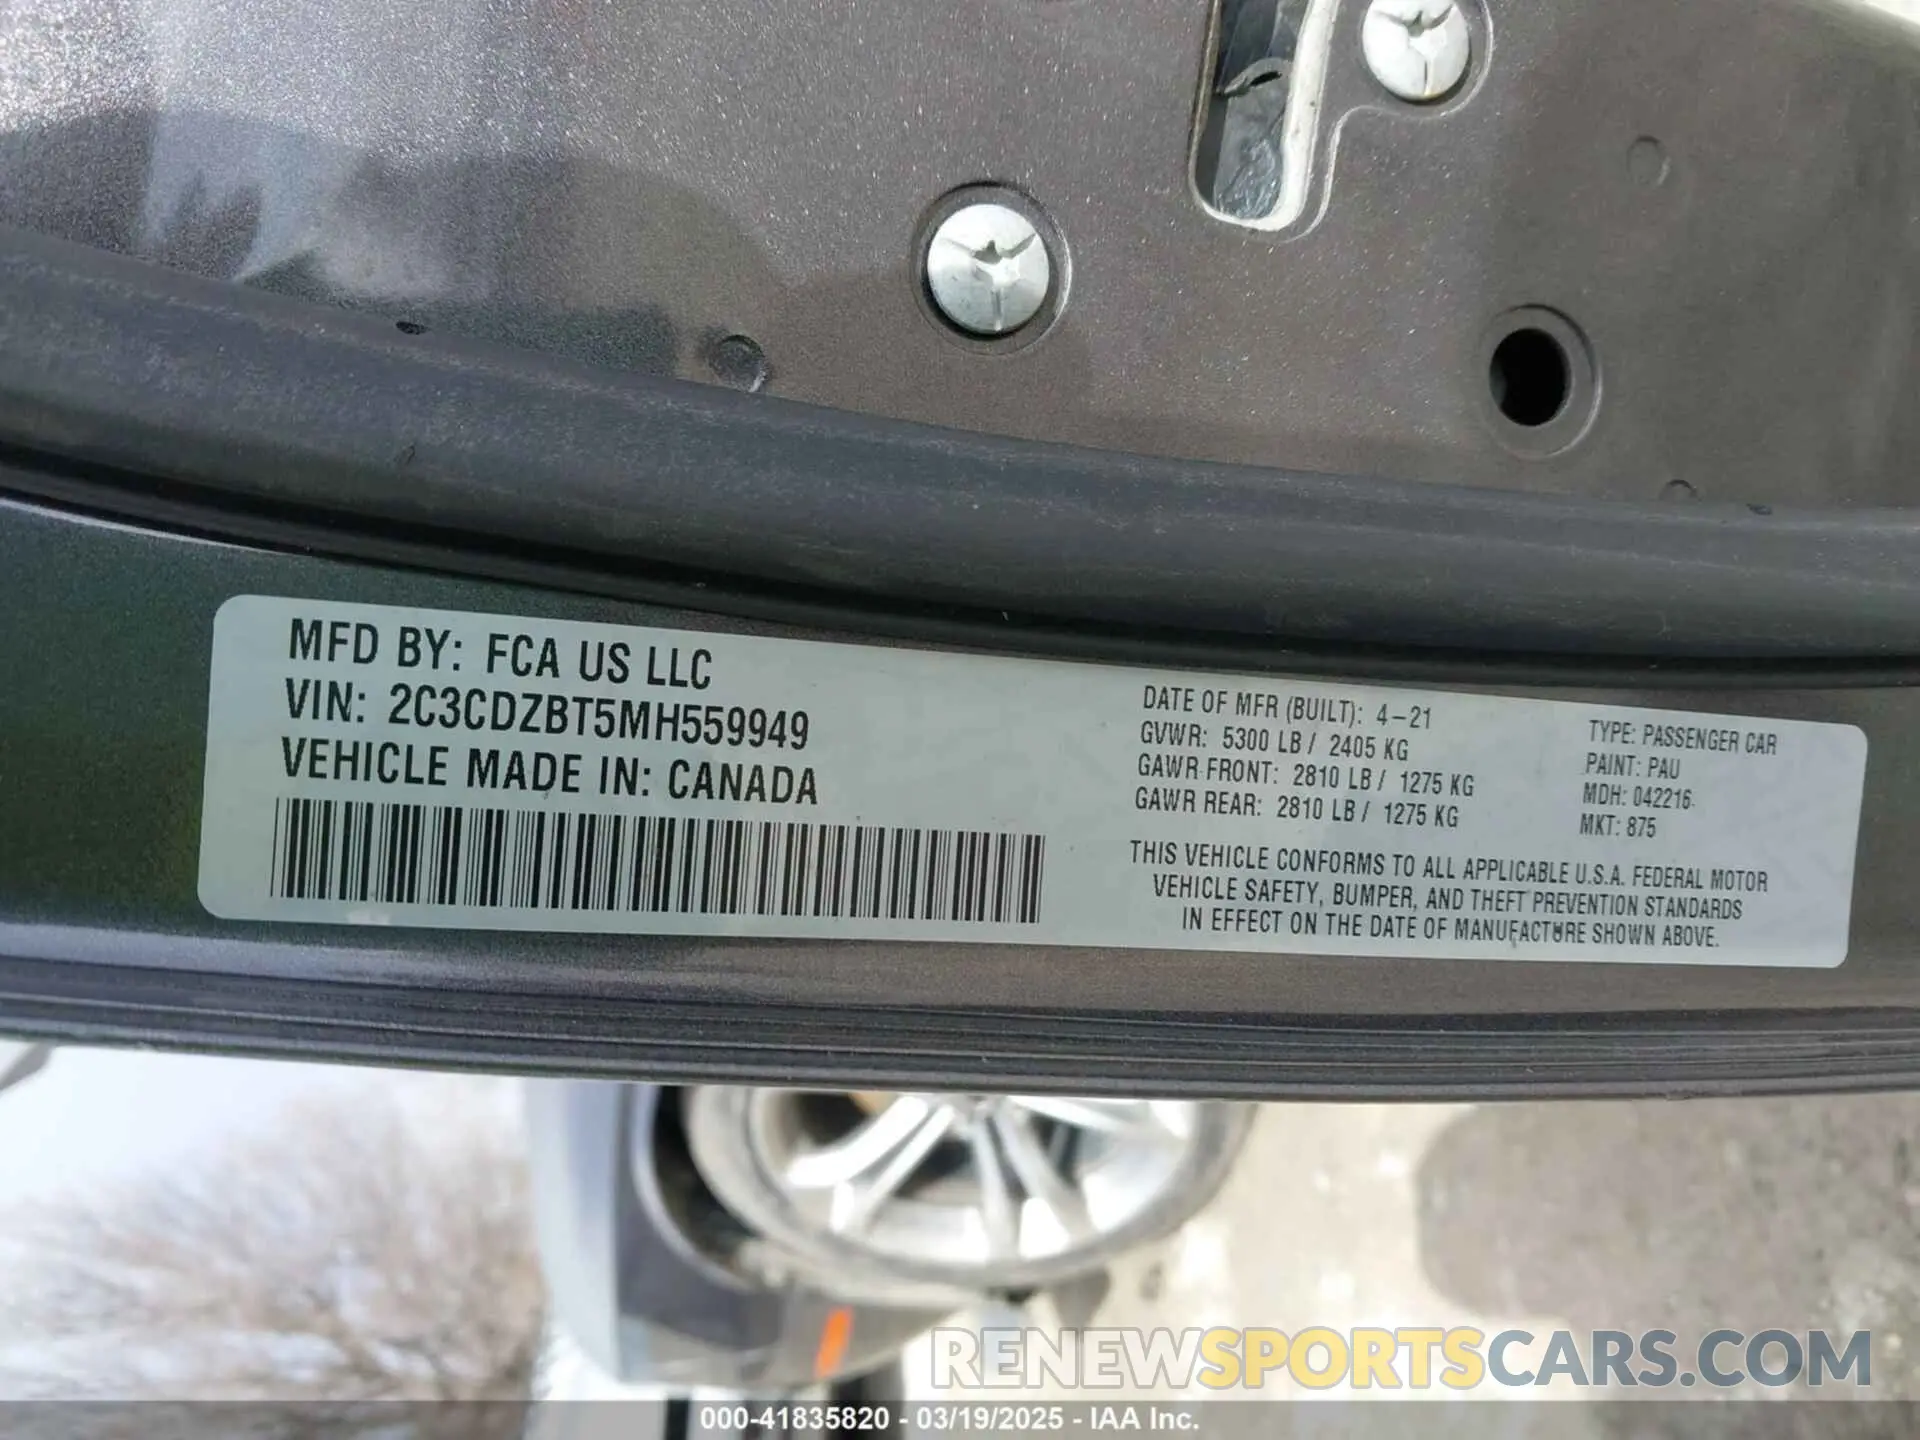 MFD BY: FCA US LLC
VIN: 2C3CDZBT5MH559949
VEHICLE MADE IN: CANADA
DATE OF MFR (BUILT): 4-21
GVWR: 5300 LB / 2405 KG
GAWR FRONT: 2810 LB / 1275 KG
GAWR REAR: 2810 LB / 1275 KG
TYPE: PASSENGER CAR
PAINT: PAU
MDH: 042216
MKT: 875
THIS VEHICLE CONFORMS TO ALL APPLICABLE U.S.A. FEDERAL MOTOR
VEHICLE SAFETY, BUMPER, AND THEFT PREVENTION STANDARDS
IN EFFECT ON THE DATE OF MANUFACTURE SHOWN ABOVE.
RENEWSPORTSCARS.COM
000-41835820 - 03/19/2025 - IAA Inc.